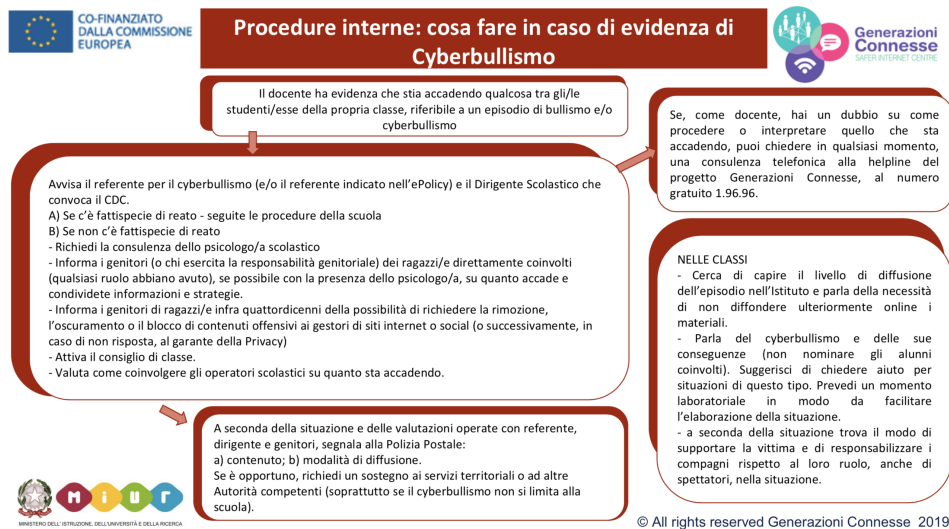 CO-FINANZIATO
DALLA COMMISSIONE
EUROPEA
Procedure interne: cosa fare in caso di evidenza di
Cyberbullismo
Generazioni
Connesse
SAFER INTERNET CENTRE
Il docente ha evidenza che stia accadendo qualcosa tra gli/le
studenti/esse della propria classe, riferibile a un episodio di bullismo e/o
cyberbullismo
Se, come docente, hai un dubbio su come
procedere o interpretare quello che sta
accadendo, puoi chiedere in qualsiasi momento,
una consulenza telefonica alla helpline del
progetto Generazioni Connesse, al numero
gratuito 1.96.96.
Avvisa il referente per il cyberbullismo (e/o il referente indicato nell'ePolicy) e il Dirigente Scolastico che
convoca il CDC.
A) Se c'è fattispecie di reato - seguite le procedure della scuola
B) Se non c'è fattispecie di reato
- Richiedi la consulenza dello psicologo/a scolastico
- Informa i genitori (o chi esercita la responsabilità genitoriale) dei ragazzi/e direttamente coinvolti
(qualsiasi ruolo abbiano avuto), se possibile con la presenza dello psicologo/a, su quanto accade e
condividete informazioni e strategie.
- Informa i genitori di ragazzi/e infra quattordicenni della possibilità di richiedere la rimozione,
l'oscuramento o il blocco di contenuti offensivi ai gestori di siti internet o social (o successivamente, in
caso di non risposta, al garante della Privacy)
- Attiva il consiglio di classe.
- Valuta come coinvolgere gli operatori scolastici su quanto sta accadendo.
NELLE CLASSI
- Cerca di capire il livello di diffusione
dell'episodio nell'Istituto e parla della necessità
di non diffondere ulteriormente online i
materiali.
- Parla del cyberbullismo e delle sue
conseguenze (non nominare gli alunni
coinvolti). Suggerisci di chiedere aiuto per
situazioni di questo tipo. Prevedi un momento
laboratoriale in modo da facilitare
l'elaborazione della situazione.
- a seconda della situazione trova il modo di
supportare la vittima e di responsabilizzare i
compagni rispetto al loro ruolo, anche di
spettatori, nella situazione.
A seconda della situazione e delle valutazioni operate con referente,
dirigente e genitori, segnala alla Polizia Postale:
a) contenuto; b) modalità di diffusione.
Se è opportuno, richiedi un sostegno ai servizi territoriali o ad altre
Autorità competenti (soprattutto se il cyberbullismo non si limita alla
scuola).
miur
MINISTERO DELL' ISTRUZIONE, DELL'UNIVERSITÀ E DELLA RICERCA
© All rights reserved Generazioni Connesse 2019